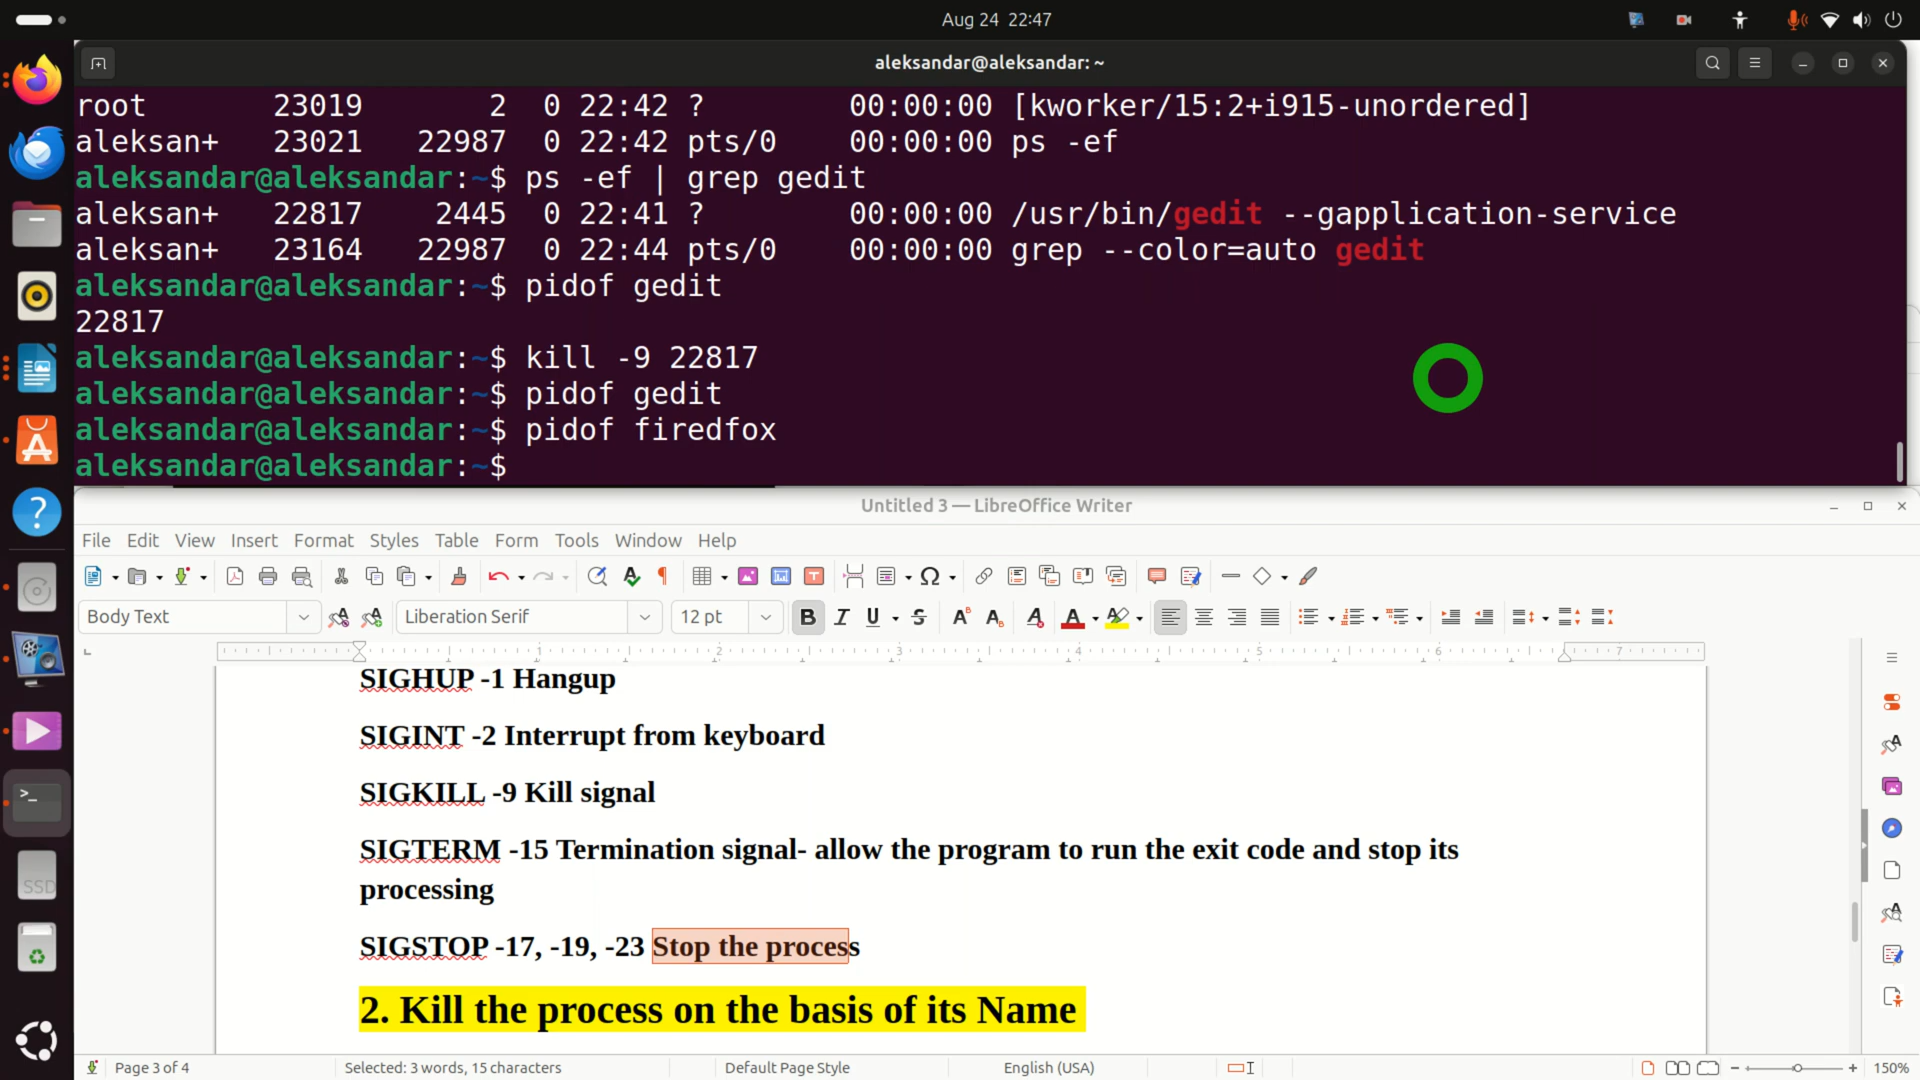 Aug 24 22:47
aleksandar@aleksandar: ~
root 23019 2 0 22:42 ? 00:00:00 [kworker/15:2+i915-unordered]
aleksan+ 23021 22987 0 22:42 pts/0 00:00:00 ps -ef
aleksandar@aleksandar:~$ ps -ef | grep gedit
aleksan+ 22817 2445 0 22:41 ? 00:00:00 /usr/bin/gedit --gapplication-service
aleksan+ 23164 22987 0 22:44 pts/0 00:00:00 grep --color=auto gedit
aleksandar@aleksandar:~$ pidof gedit
22817
aleksandar@aleksandar:~$ kill -9 22817
aleksandar@aleksandar:~$ pidof gedit
aleksandar@aleksandar:~$ pidof firedfox
aleksandar@aleksandar:~$
Untitled 3 — LibreOffice Writer
File Edit View Insert Format Styles Table Form Tools Window Help
Body Text Liberation Serif 12 pt
1 2 3 4 5 6 7
SIGHUP -1 Hangup
SIGINT -2 Interrupt from keyboard
SIGKILL -9 Kill signal
SIGTERM -15 Termination signal- allow the program to run the exit code and stop its
processing
SIGSTOP -17, -19, -23 Stop the process
2. Kill the process on the basis of its Name
SSD
Page 3 of 4 Selected: 3 words, 15 characters Default Page Style English (USA) 150%